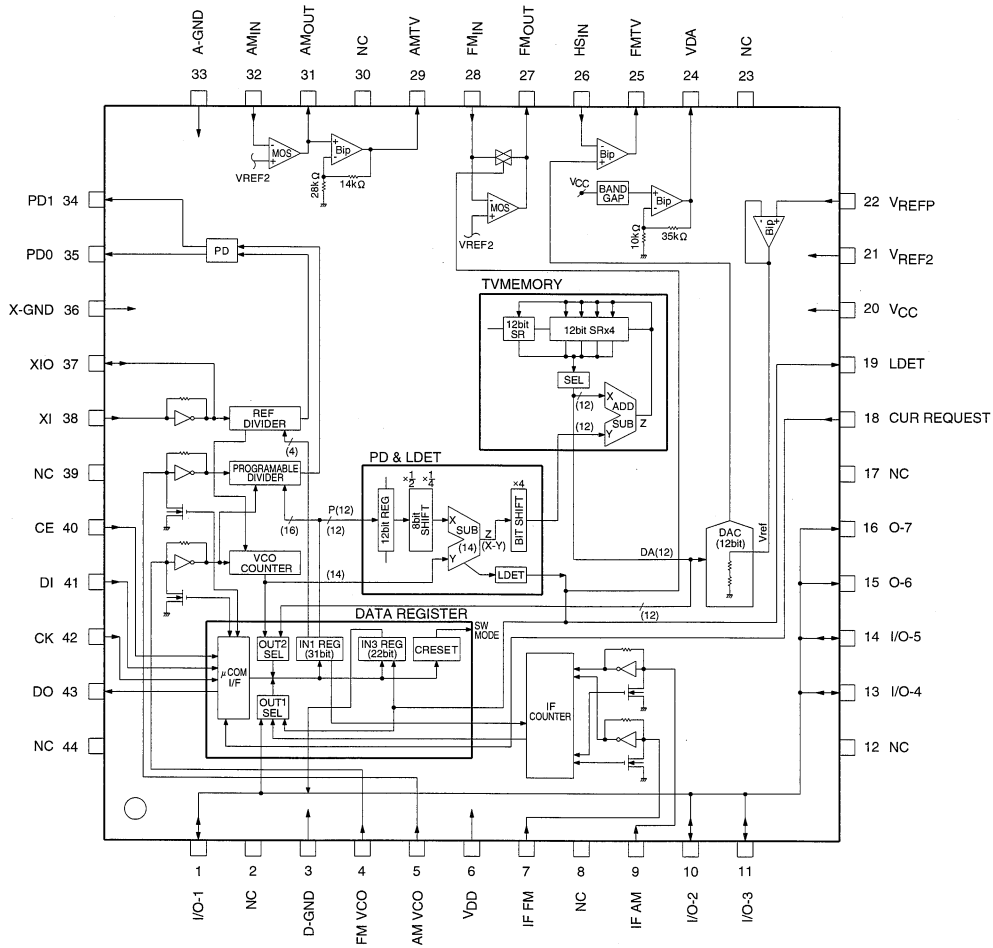 A-GND
AMIN
AMOUT
NC
AMTV
FMIN
FMOUT
HSIN
FMTV
VDA
NC
33
32
31
30
29
28
27
26
25
24
23
MOS
VREF2
Bip
28kΩ
14kΩ
MOS
VREF2
Bip
VCC
BAND
GAP
Bip
10kΩ
35kΩ
Bip
PD1 34
PD0 35
X-GND 36
XIO 37
XI 38
NC 39
CE 40
DI 41
CK 42
DO 43
NC 44
22 VREFP
21 VREF2
20 VCC
19 LDET
18 CUR REQUEST
17 NC
16 O-7
15 O-6
14 I/O-5
13 I/O-4
12 NC
PD
TVMEMORY
12bit
SR
12bit SRx4
SEL
(12)
(12)
X
Y
ADD
SUB
Z
REF
DIVIDER
(4)
PROGRAMABLE
DIVIDER
(16)
P(12)
(12)
VCO
COUNTER
(14)
PD & LDET
12bit REG
×1/2
×1/4
8bit
SHIFT
X
Y
SUB
(14)
Z
(X-Y)
×4
BIT SHIFT
LDET
DA(12)
(12)
DAC
(12bit)
Vref
DATA REGISTER
SW
MODE
μCOM
I/F
OUT2
SEL
IN1 REG
(31bit)
IN3 REG
(22bit)
CRESET
OUT1
SEL
IF
COUNTER
1
2
3
4
5
6
7
8
9
10
11
I/O-1
NC
D-GND
FM VCO
AM VCO
VDD
IF FM
NC
IF AM
I/O-2
I/O-3